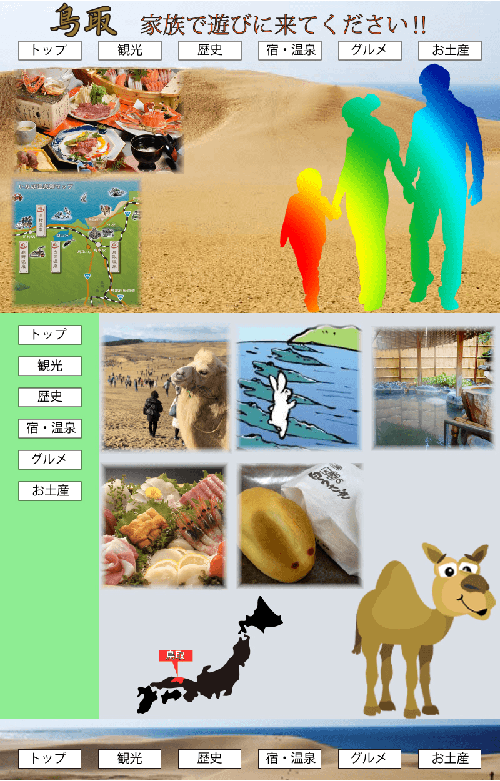 鳥取 家族で遊びに来てください!!
トップ 観光 歴史 宿・温泉 グルメ お土産
トップ
観光
歴史
宿・温泉
グルメ
お土産
鳥取
トップ 観光 歴史 宿・温泉 グルメ お土産